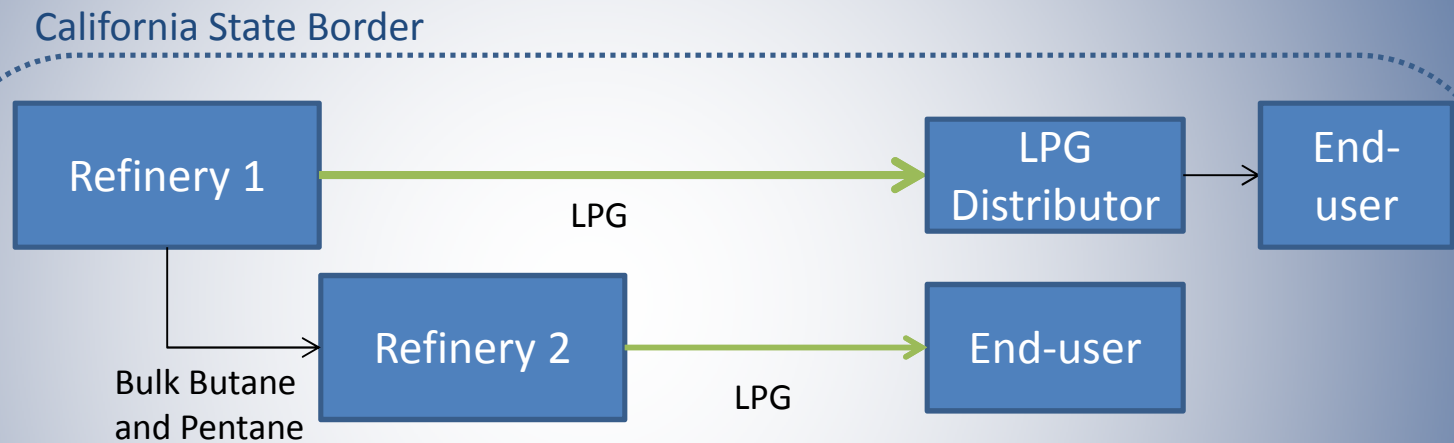 California State Border
Refinery 1
LPG
LPG
Distributor
End-
user
Refinery 2
Bulk Butane
and Pentane
LPG
End-user